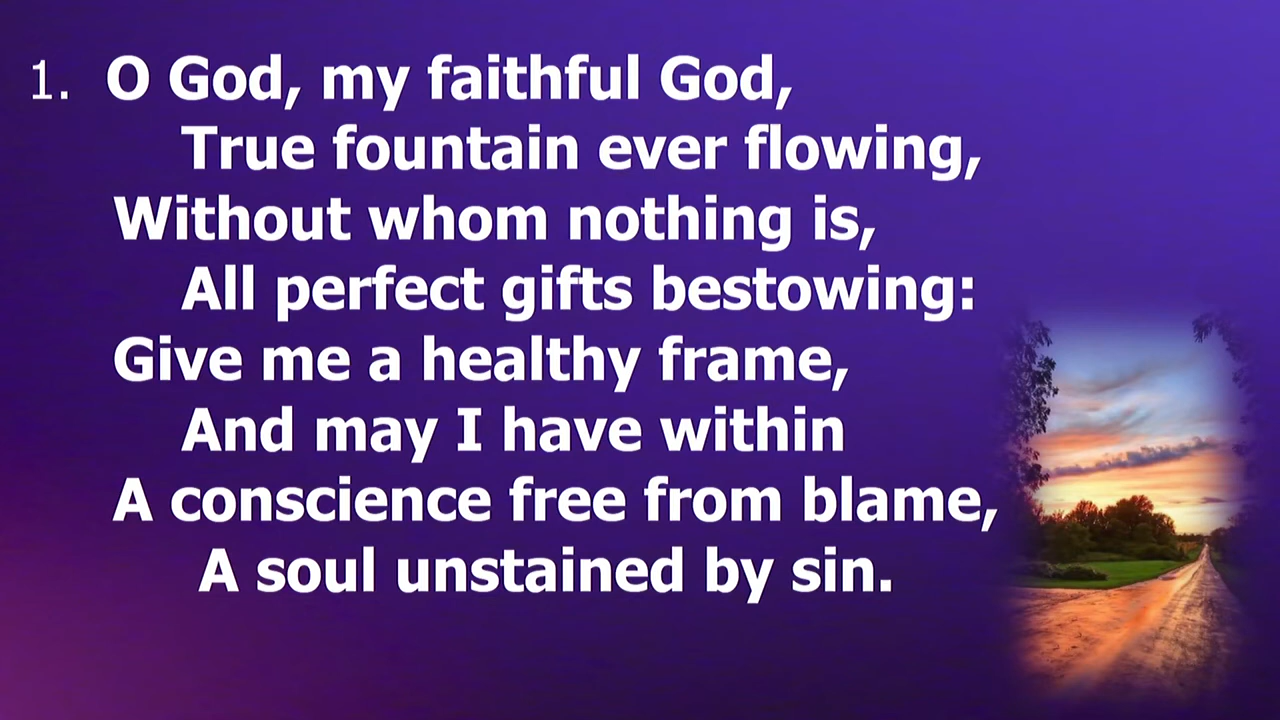 1. O God, my faithful God,
True fountain ever flowing,
Without whom nothing is,
All perfect gifts bestowing:
Give me a healthy frame,
And may I have within
A conscience free from blame,
A soul unstained by sin.